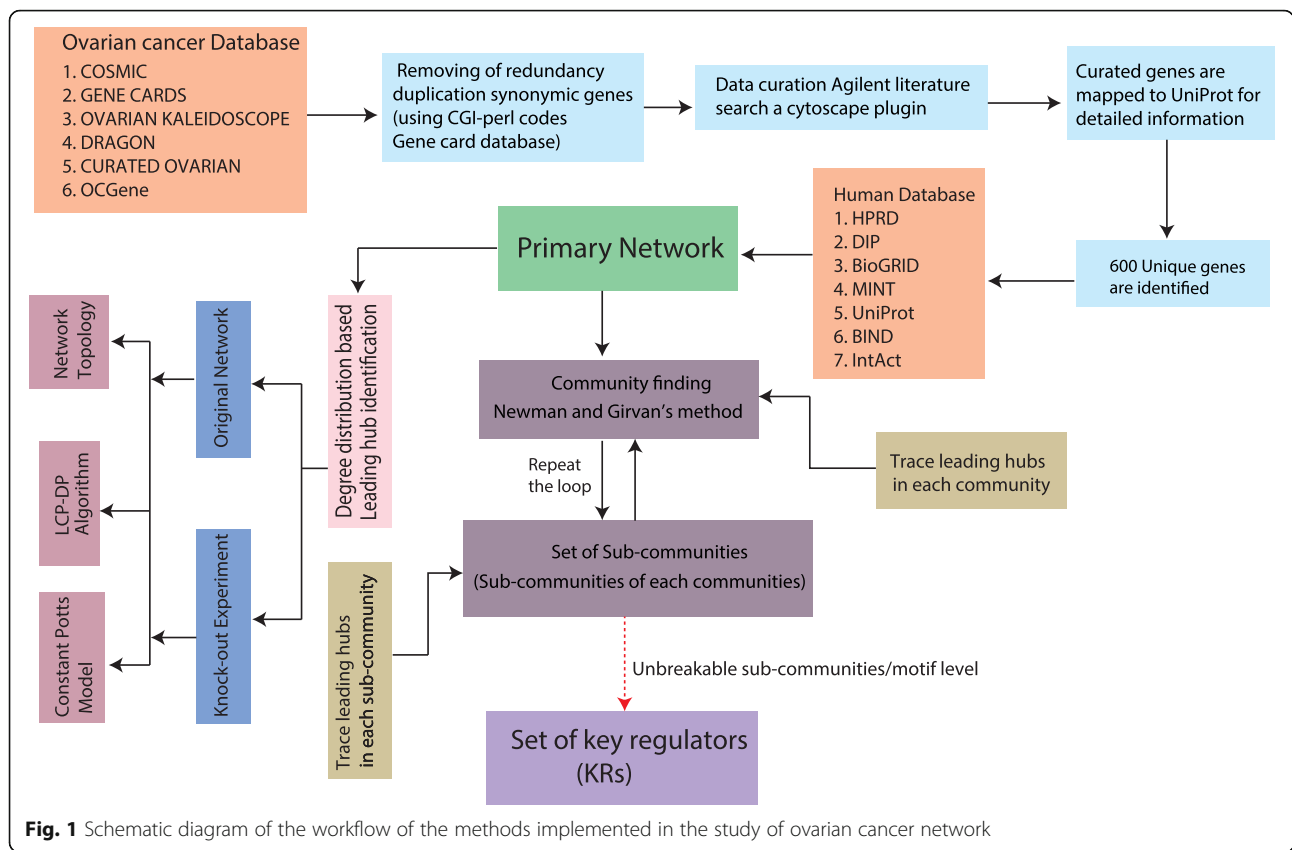 Ovarian cancer Database
1. COSMIC
2. GENE CARDS
3. OVARIAN KALEIDOSCOPE
4. DRAGON
5. CURATED OVARIAN
6. OCGene
Removing of redundancy
duplication synonymic genes
(using CGI-perl codes
Gene card database)
Data curation Agilent literature
search a cytoscape plugin
Curated genes are
mapped to UniProt for
detailed information
600 Unique genes
are identified
Human Database
1. HPRD
2. DIP
3. BioGRID
4. MINT
5. UniProt
6. BIND
7. IntAct
Primary Network
Degree distribution based
Leading hub identification
Original Network
Knock-out Experiment
Network
Topology
LCP-DP
Algorithm
Constant Potts
Model
Community finding
Newman and Girvan's method
Trace leading hubs
in each community
Repeat
the loop
Set of Sub-communities
(Sub-communities of each communities)
Trace leading hubs
in each sub-community
Unbreakable sub-communities/motif level
Set of key regulators
(KRs)
Fig. 1 Schematic diagram of the workflow of the methods implemented in the study of ovarian cancer network